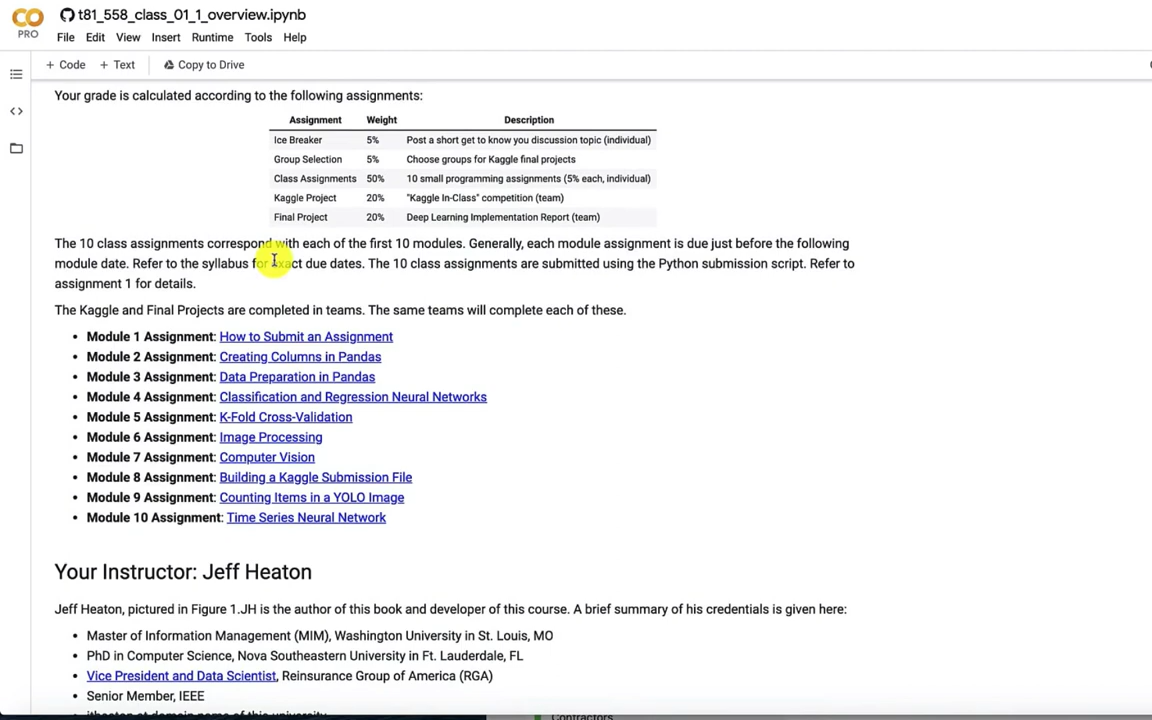 CO
PRO
t81_558_class_01_1_overview.ipynb
File Edit View Insert Runtime Tools Help
+ Code + Text Copy to Drive
Your grade is calculated according to the following assignments:
Assignment Weight Description
Ice Breaker 5% Post a short get to know you discussion topic (individual)
Group Selection 5% Choose groups for Kaggle final projects
Class Assignments 50% 10 small programming assignments (5% each, individual)
Kaggle Project 20% "Kaggle In-Class" competition (team)
Final Project 20% Deep Learning Implementation Report (team)
The 10 class assignments correspond with each of the first 10 modules. Generally, each module assignment is due just before the following
module date. Refer to the syllabus for exact due dates. The 10 class assignments are submitted using the Python submission script. Refer to
assignment 1 for details.
The Kaggle and Final Projects are completed in teams. The same teams will complete each of these.
• Module 1 Assignment: How to Submit an Assignment
• Module 2 Assignment: Creating Columns in Pandas
• Module 3 Assignment: Data Preparation in Pandas
• Module 4 Assignment: Classification and Regression Neural Networks
• Module 5 Assignment: K-Fold Cross-Validation
• Module 6 Assignment: Image Processing
• Module 7 Assignment: Computer Vision
• Module 8 Assignment: Building a Kaggle Submission File
• Module 9 Assignment: Counting Items in a YOLO Image
• Module 10 Assignment: Time Series Neural Network
Your Instructor: Jeff Heaton
Jeff Heaton, pictured in Figure 1.JH is the author of this book and developer of this course. A brief summary of his credentials is given here:
• Master of Information Management (MIM), Washington University in St. Louis, MO
• PhD in Computer Science, Nova Southeastern University in Ft. Lauderdale, FL
• Vice President and Data Scientist, Reinsurance Group of America (RGA)
• Senior Member, IEEE
• jtheaton at domain name of this university
Contractors